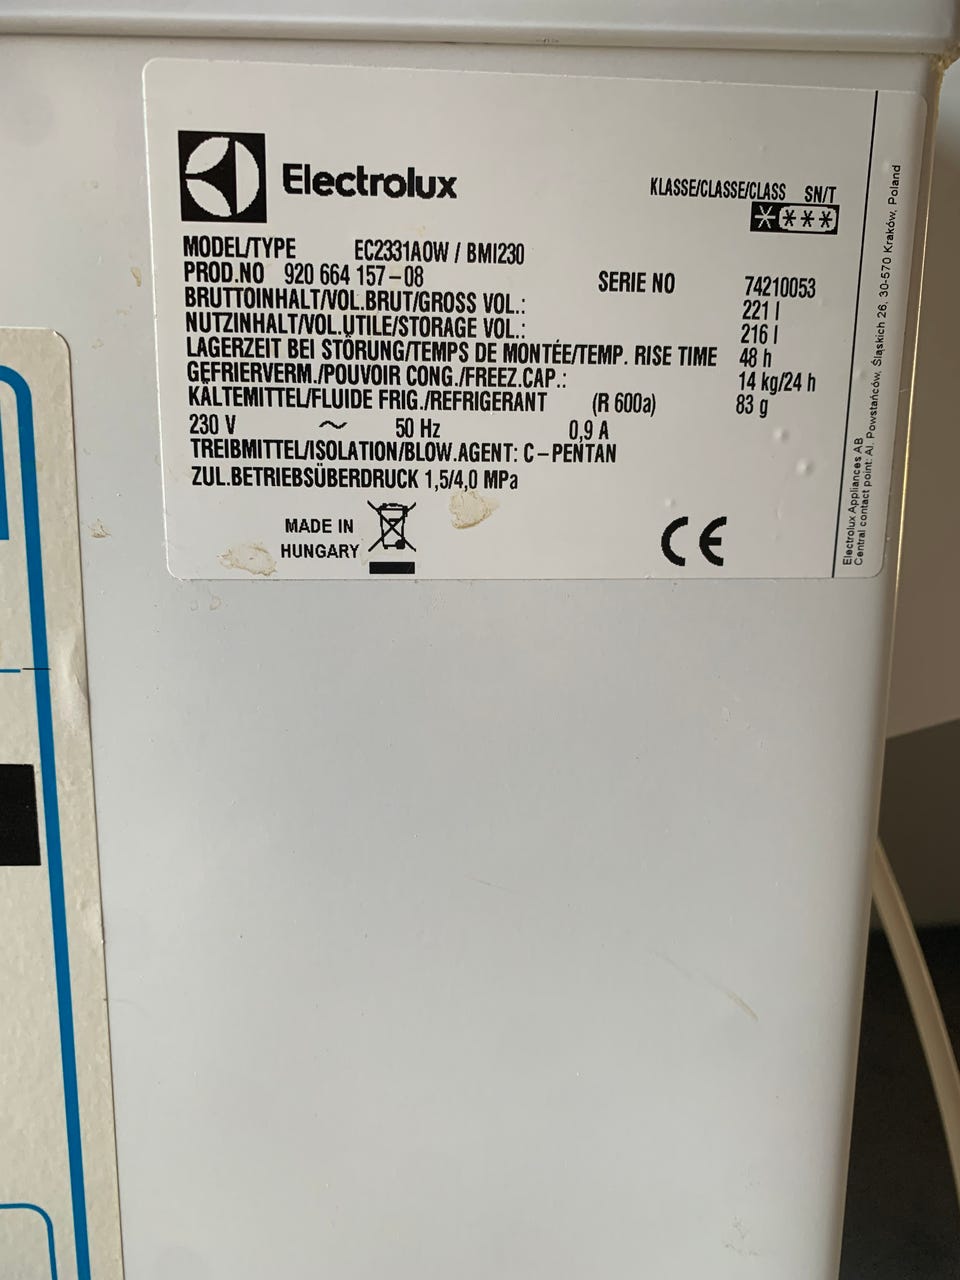 Electrolux
KLASSE/CLASSE/CLASS SN/T
MODEL/TYPE EC2331AOW / BMI230
PROD.NO 920 664 157-08 SERIE NO 74210053
BRUTTOINHALT/VOL.BRUT/GROSS VOL.: 221 l
NUTZINHALT/VOL.UTILE/STORAGE VOL.: 216 l
LAGERZEIT BEI STÖRUNG/TEMPS DE MONTÉE/TEMP. RISE TIME 48 h
GEFRIERVERM./POUVOIR CONG./FREEZ.CAP.: 14 kg/24 h
KÄLTEMITTEL/FLUIDE FRIG./REFRIGERANT (R 600a) 83 g
230 V ~ 50 Hz 0,9 A
TREIBMITTEL/ISOLATION/BLOW.AGENT: C-PENTAN
ZUL.BETRIEBSÜBERDRUCK 1,5/4,0 MPa
MADE IN
HUNGARY
CE
Electrolux Appliances AB
Central contact point: Al. Powstańców, Śląskich 26, 30-570 Kraków, Poland